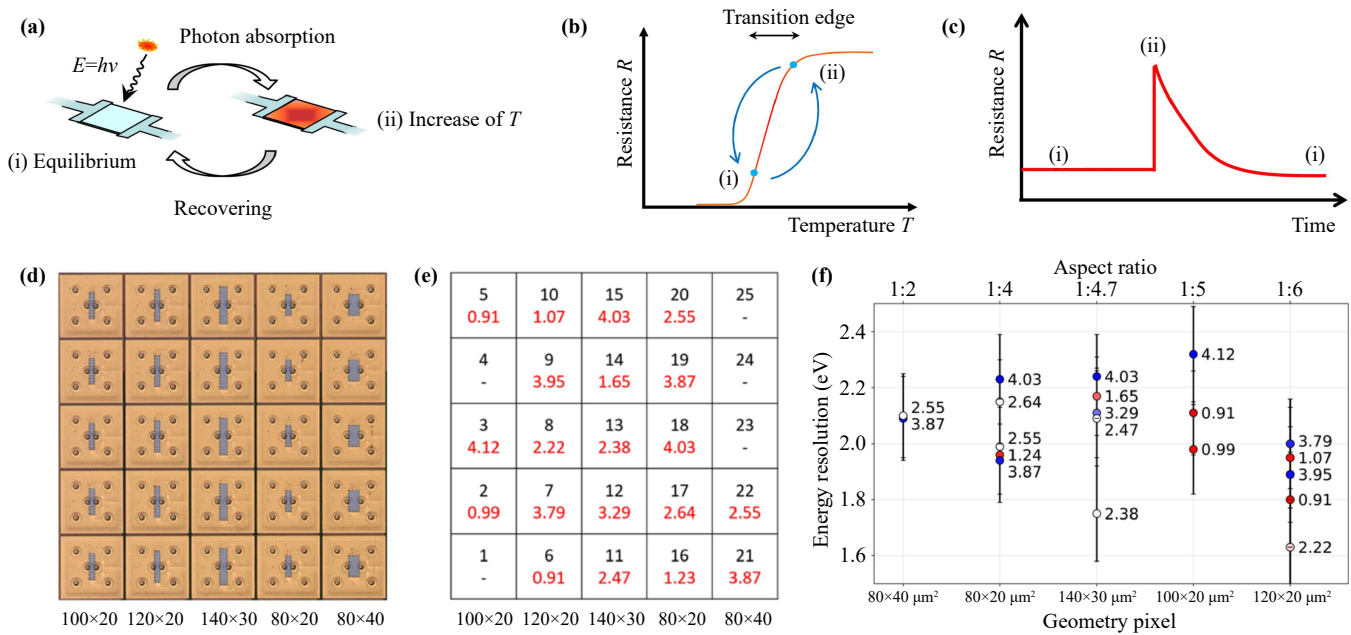 (a)
Photon absorption
E=hν
(ii) Increase of T
(i) Equilibrium
Recovering
(b)
Transition edge
Resistance R
(ii)
(i)
Temperature T
(c)
(ii)
Resistance R
(i)
(i)
Time
(d)
100×20 120×20 140×30 80×20 80×40
(e)
5 10 15 20 25
0.91 1.07 4.03 2.55 -
4 9 14 19 24
- 3.95 1.65 3.87 -
3 8 13 18 23
4.12 2.22 2.38 4.03 -
2 7 12 17 22
0.99 3.79 3.29 2.64 2.55
1 6 11 16 21
- 0.91 2.47 1.23 3.87
100×20 120×20 140×30 80×20 80×40
(f)
Aspect ratio
1:2 1:4 1:4.7 1:5 1:6
Energy resolution (eV)
2.4
2.2
2.0
1.8
1.6
2.55
3.87
4.03
2.64
2.55
1.24
3.87
4.03
1.65
3.29
2.47
2.38
4.12
0.91
0.99
3.79
1.07
3.95
0.91
2.22
80×40 μm² 80×20 μm² 140×30 μm² 100×20 μm² 120×20 μm²
Geometry pixel